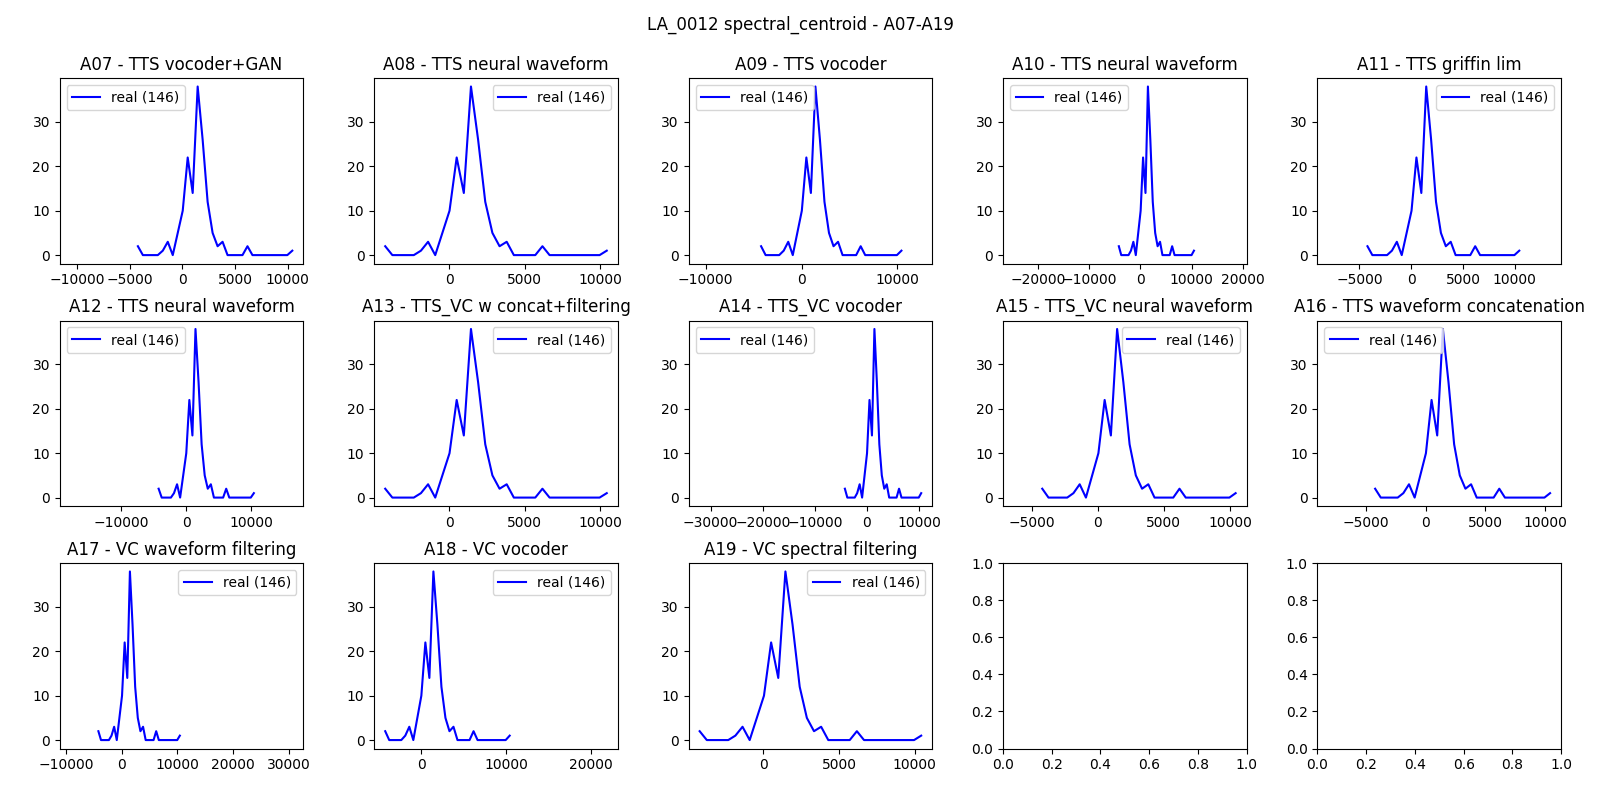 LA_0012 spectral_centroid - A07-A19
A07 - TTS vocoder+GAN
A08 - TTS neural waveform
A09 - TTS vocoder
A10 - TTS neural waveform
A11 - TTS griffin lim
real (146)
real (146)
real (146)
real (146)
real (146)
30
20
10
0
30
20
10
0
30
20
10
0
30
20
10
0
30
20
10
0
−10000 −5000 0 5000 10000
0 5000 10000
−10000 0 10000
−20000 −10000 0 10000 20000
−5000 0 5000 10000
A12 - TTS neural waveform
A13 - TTS_VC w concat+filtering
A14 - TTS_VC vocoder
A15 - TTS_VC neural waveform
A16 - TTS waveform concatenation
real (146)
real (146)
real (146)
real (146)
real (146)
30
20
10
0
30
20
10
0
30
20
10
0
30
20
10
0
30
20
10
0
−10000 0 10000
0 5000 10000
−30000 −20000 −10000 0 10000
−5000 0 5000 10000
−5000 0 5000 10000
A17 - VC waveform filtering
A18 - VC vocoder
A19 - VC spectral filtering
real (146)
real (146)
real (146)
30
20
10
0
30
20
10
0
30
20
10
0
1.0
0.8
0.6
0.4
0.2
0.0
1.0
0.8
0.6
0.4
0.2
0.0
−10000 0 10000 20000 30000
0 10000 20000
0 5000 10000
0.0 0.2 0.4 0.6 0.8 1.0
0.0 0.2 0.4 0.6 0.8 1.0